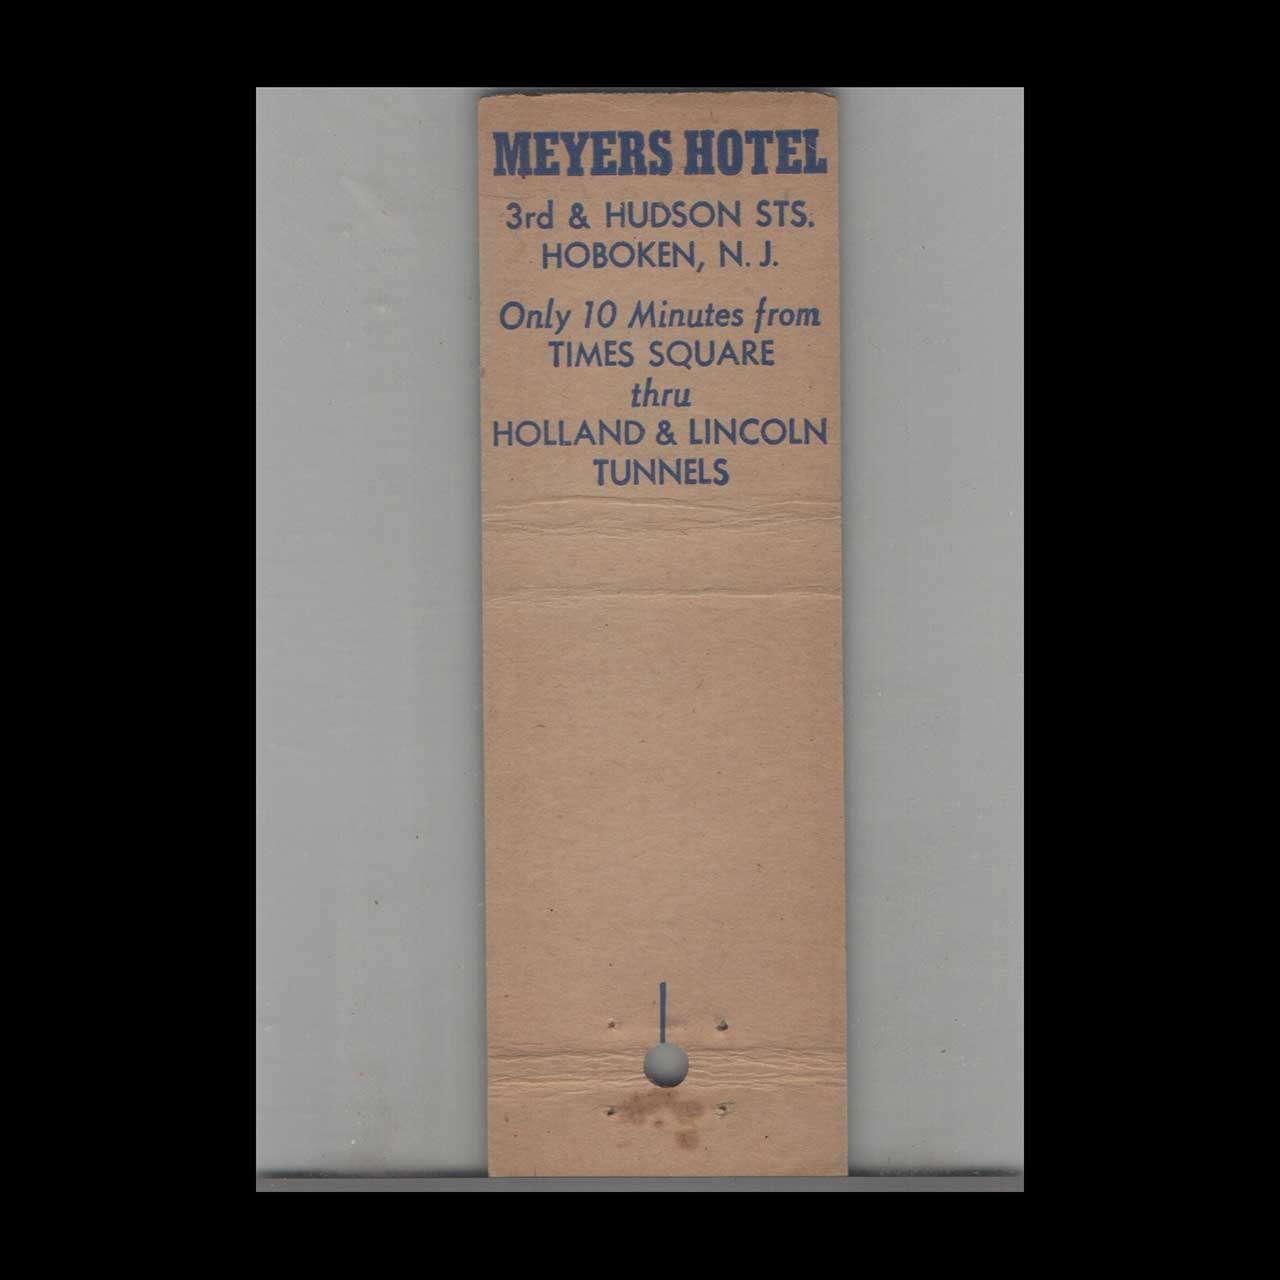 MEYERS HOTEL
3rd & HUDSON STS.
HOBOKEN, N. J.
Only 10 Minutes from
TIMES SQUARE
thru
HOLLAND & LINCOLN
TUNNELS